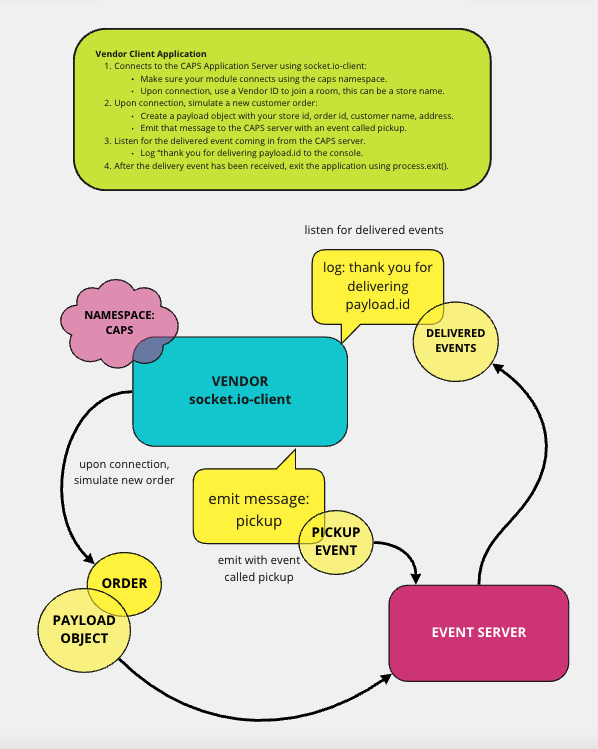 Vendor Client Application
1. Connects to the CAPS Application Server using socket.io-client:
• Make sure your module connects using the caps namespace.
• Upon connection, use a Vendor ID to join a room, this can be a store name.
2. Upon connection, simulate a new customer order:
• Create a payload object with your store id, order id, customer name, address.
• Emit that message to the CAPS server with an event called pickup.
3. Listen for the delivered event coming in from the CAPS server.
• Log "thank you for delivering payload.id to the console.
4. After the delivery event has been received, exit the application using process.exit().
listen for delivered events
log: thank you for
delivering
payload.id
NAMESPACE:
CAPS
DELIVERED
EVENTS
VENDOR
socket.io-client
upon connection,
simulate new order
emit message:
pickup
PICKUP
EVENT
emit with event
called pickup
ORDER
PAYLOAD
OBJECT
EVENT SERVER